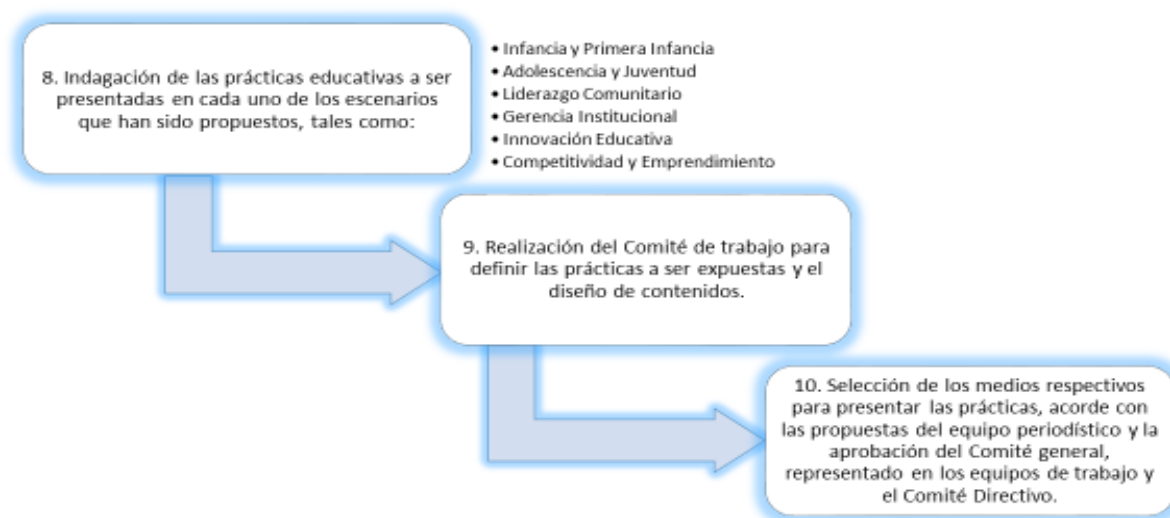 8. Indagación de las prácticas educativas a ser
presentadas en cada uno de los escenarios
que han sido propuestos, tales como:
• Infancia y Primera Infancia
• Adolescencia y Juventud
• Liderazgo Comunitario
• Gerencia Institucional
• Innovación Educativa
• Competitividad y Emprendimiento
9. Realización del Comité de trabajo para
definir las prácticas a ser expuestas y el
diseño de contenidos.
10. Selección de los medios respectivos
para presentar las prácticas, acorde con
las propuestas del equipo periodístico y la
aprobación del Comité general,
representado en los equipos de trabajo y
el Comité Directivo.